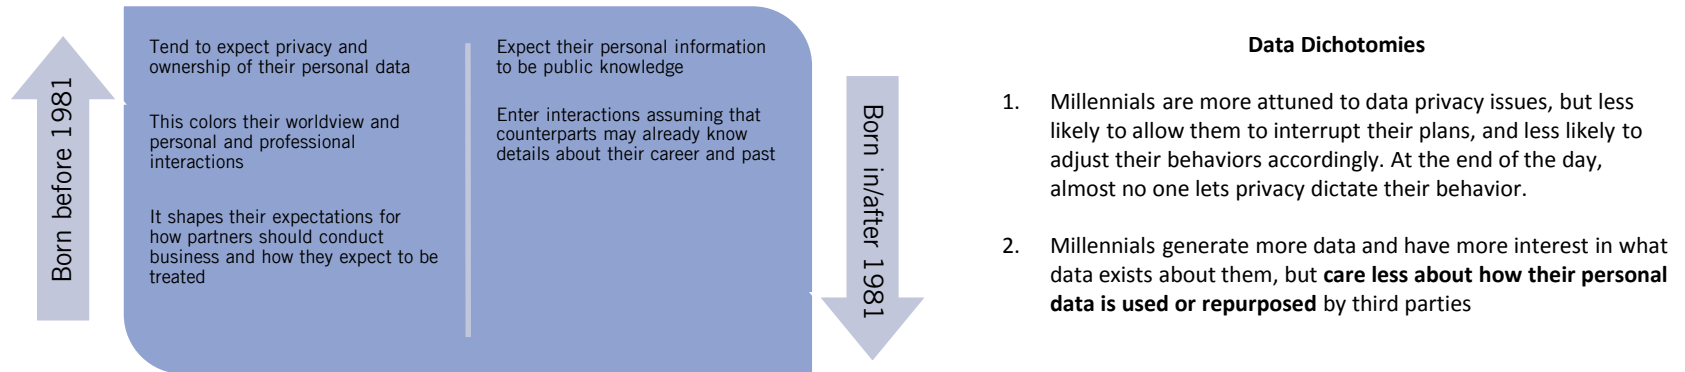 Born before 1981
Tend to expect privacy and
ownership of their personal data
This colors their worldview and
personal and professional
interactions
It shapes their expectations for
how partners should conduct
business and how they expect to be
treated
Expect their personal information
to be public knowledge
Enter interactions assuming that
counterparts may already know
details about their career and past
Born in/after 1981
Data Dichotomies
1. Millennials are more attuned to data privacy issues, but less
likely to allow them to interrupt their plans, and less likely to
adjust their behaviors accordingly. At the end of the day,
almost no one lets privacy dictate their behavior.
2. Millennials generate more data and have more interest in what
data exists about them, but care less about how their personal
data is used or repurposed by third parties